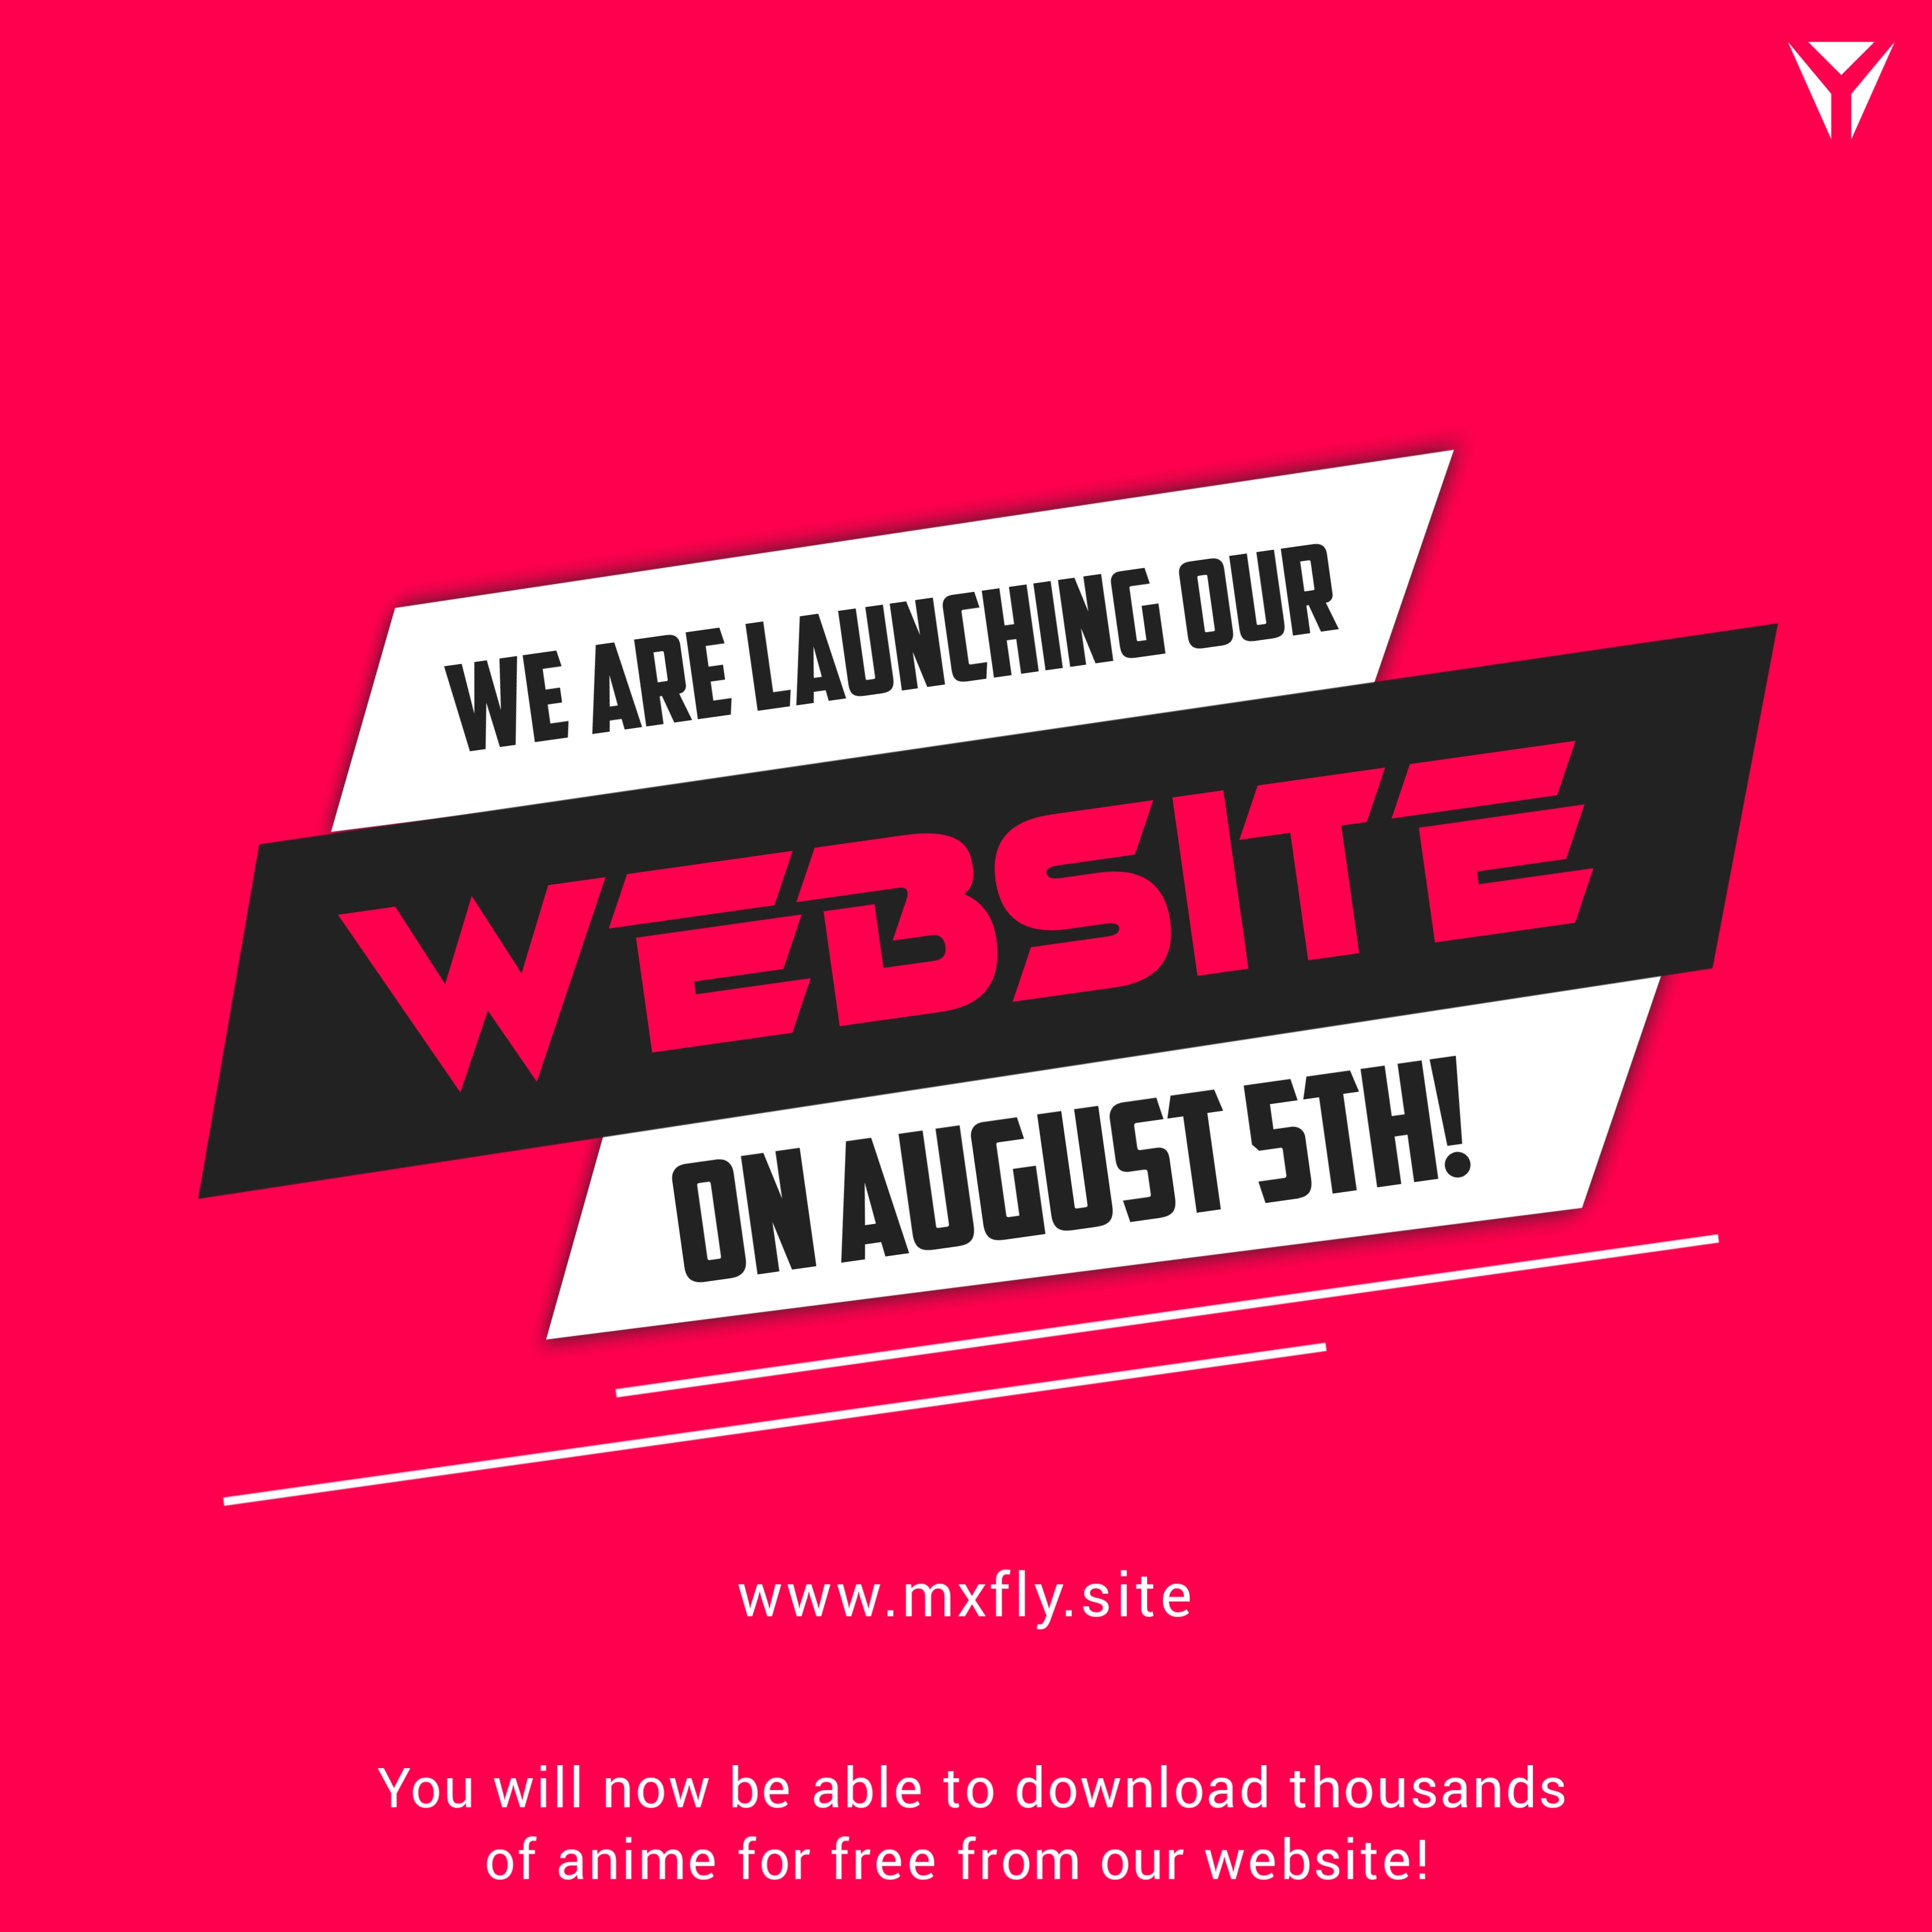 WE ARE LAUNCHING OUR
WEBSITE
ON AUGUST 5TH!
www.mxfly.site
You will now be able to download thousands
of anime for free from our website!